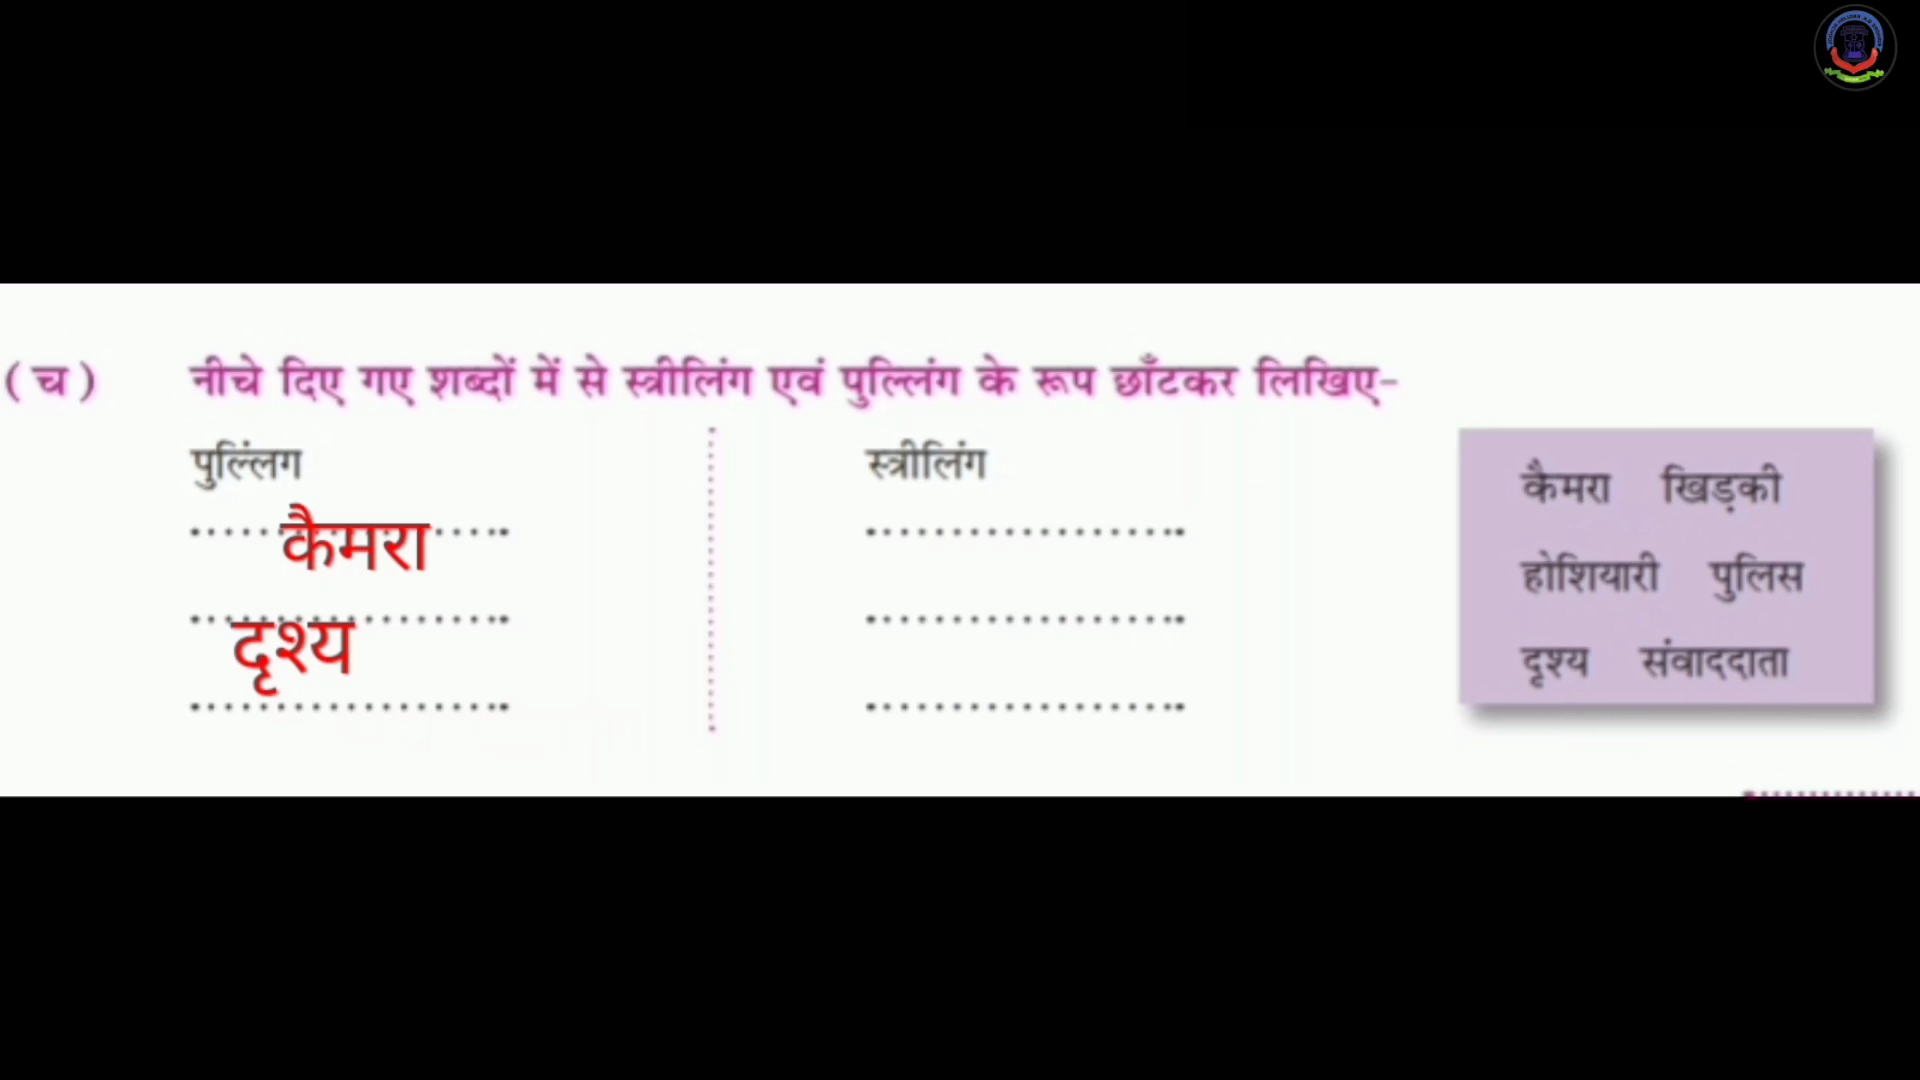 (च) नीचे दिए गए शब्दों में से स्त्रीलिंग एवं पुल्लिंग के रूप छाँटकर लिखिए-
पुल्लिंग स्त्रीलिंग
कैमरा
दृश्य
कैमरा खिड़की
होशियारी पुलिस
दृश्य संवाददाता